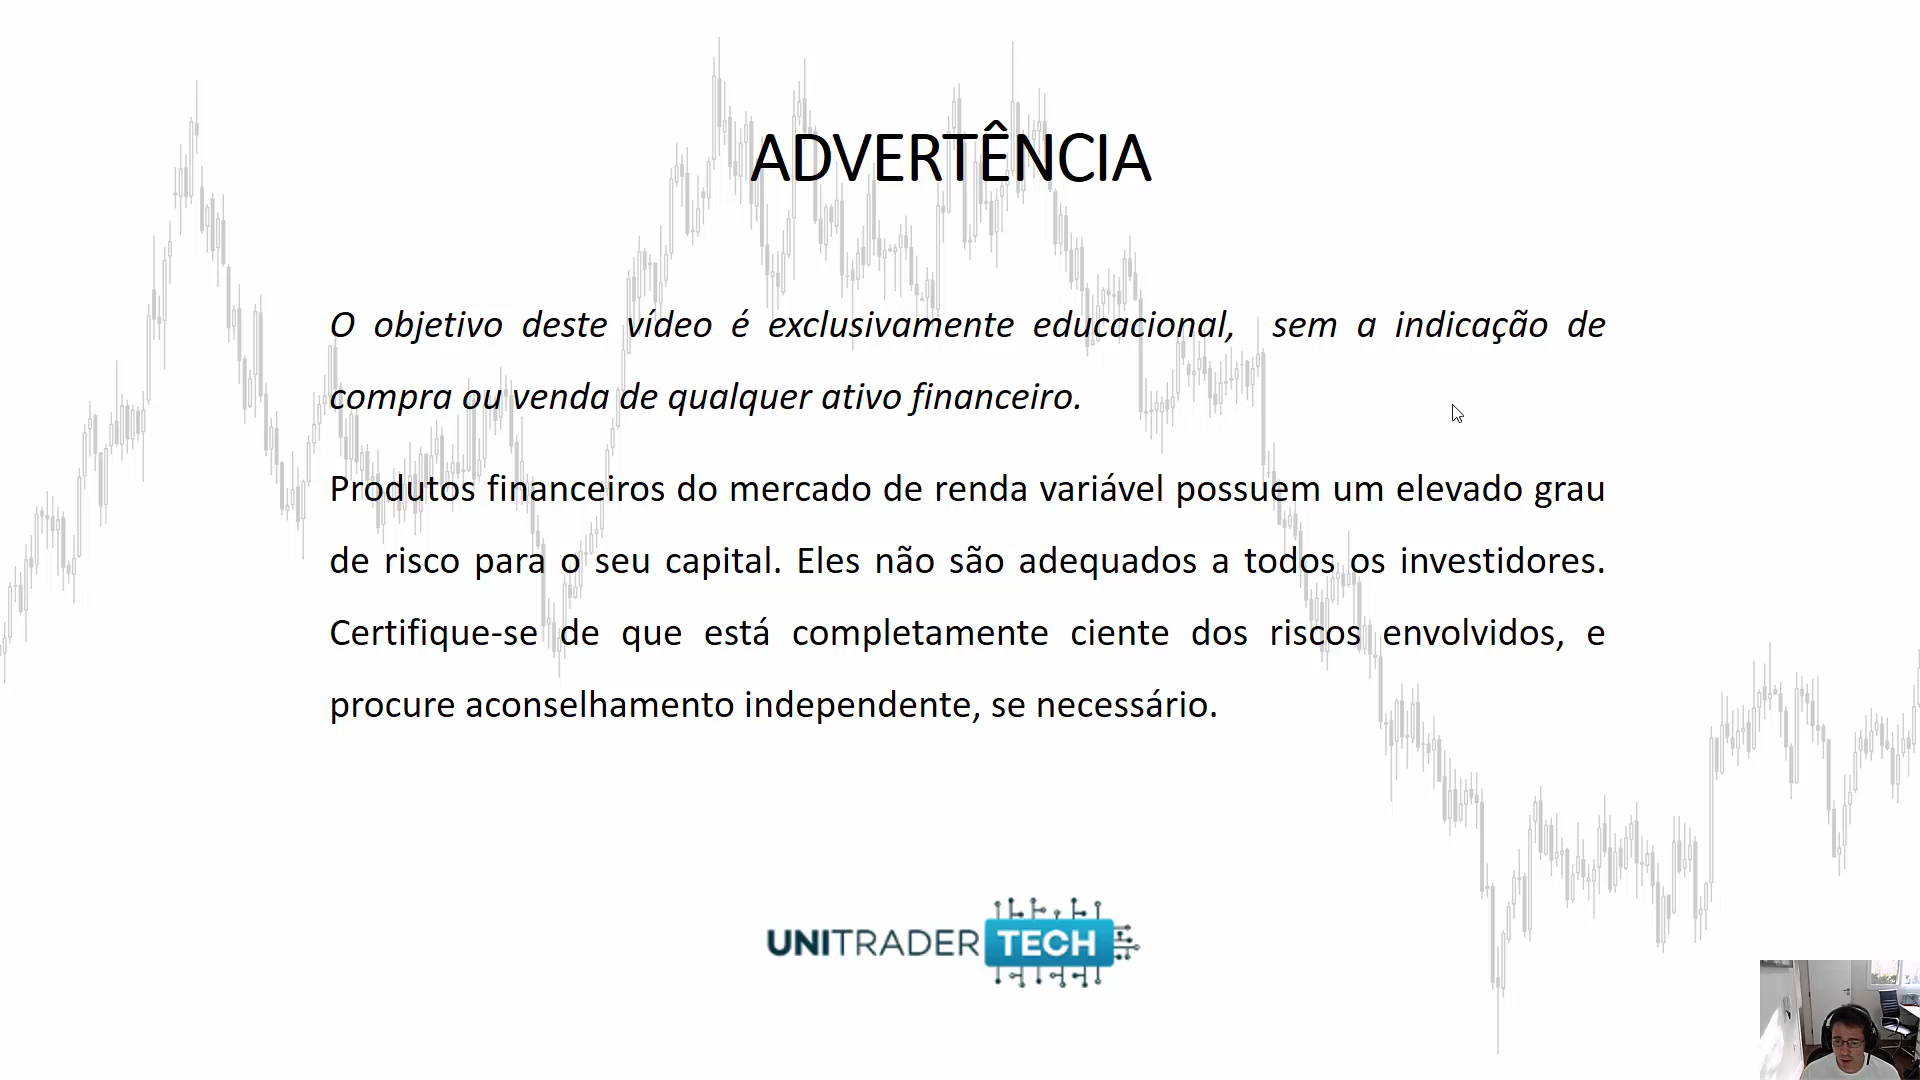 ADVERTÊNCIA
O objetivo deste vídeo é exclusivamente educacional, sem a indicação de
compra ou venda de qualquer ativo financeiro.
Produtos financeiros do mercado de renda variável possuem um elevado grau
de risco para o seu capital. Eles não são adequados a todos os investidores.
Certifique-se de que está completamente ciente dos riscos envolvidos, e
procure aconselhamento independente, se necessário.
UNITRADER TECH